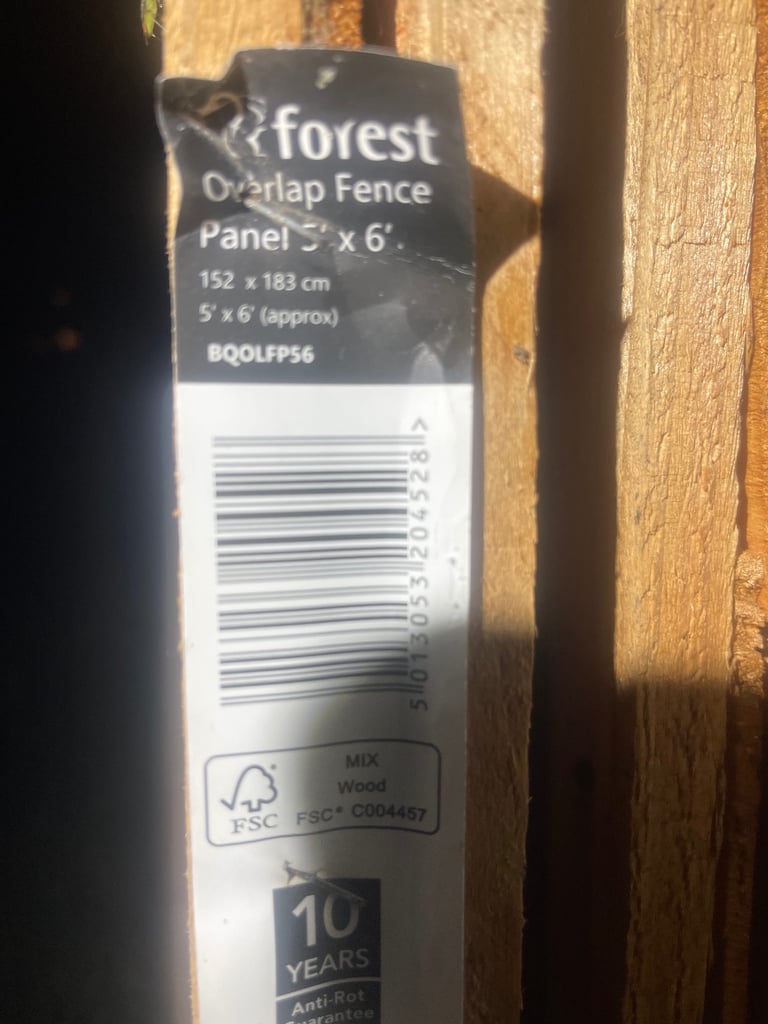 forest
Overlap Fence
Panel 5' x 6'
152 x 183 cm
5' x 6' (approx)
BQOLFP56
5 013053 204528 >
MIX
Wood
FSC® C004457
FSC
10
YEARS
Anti-Rot
Guarantee